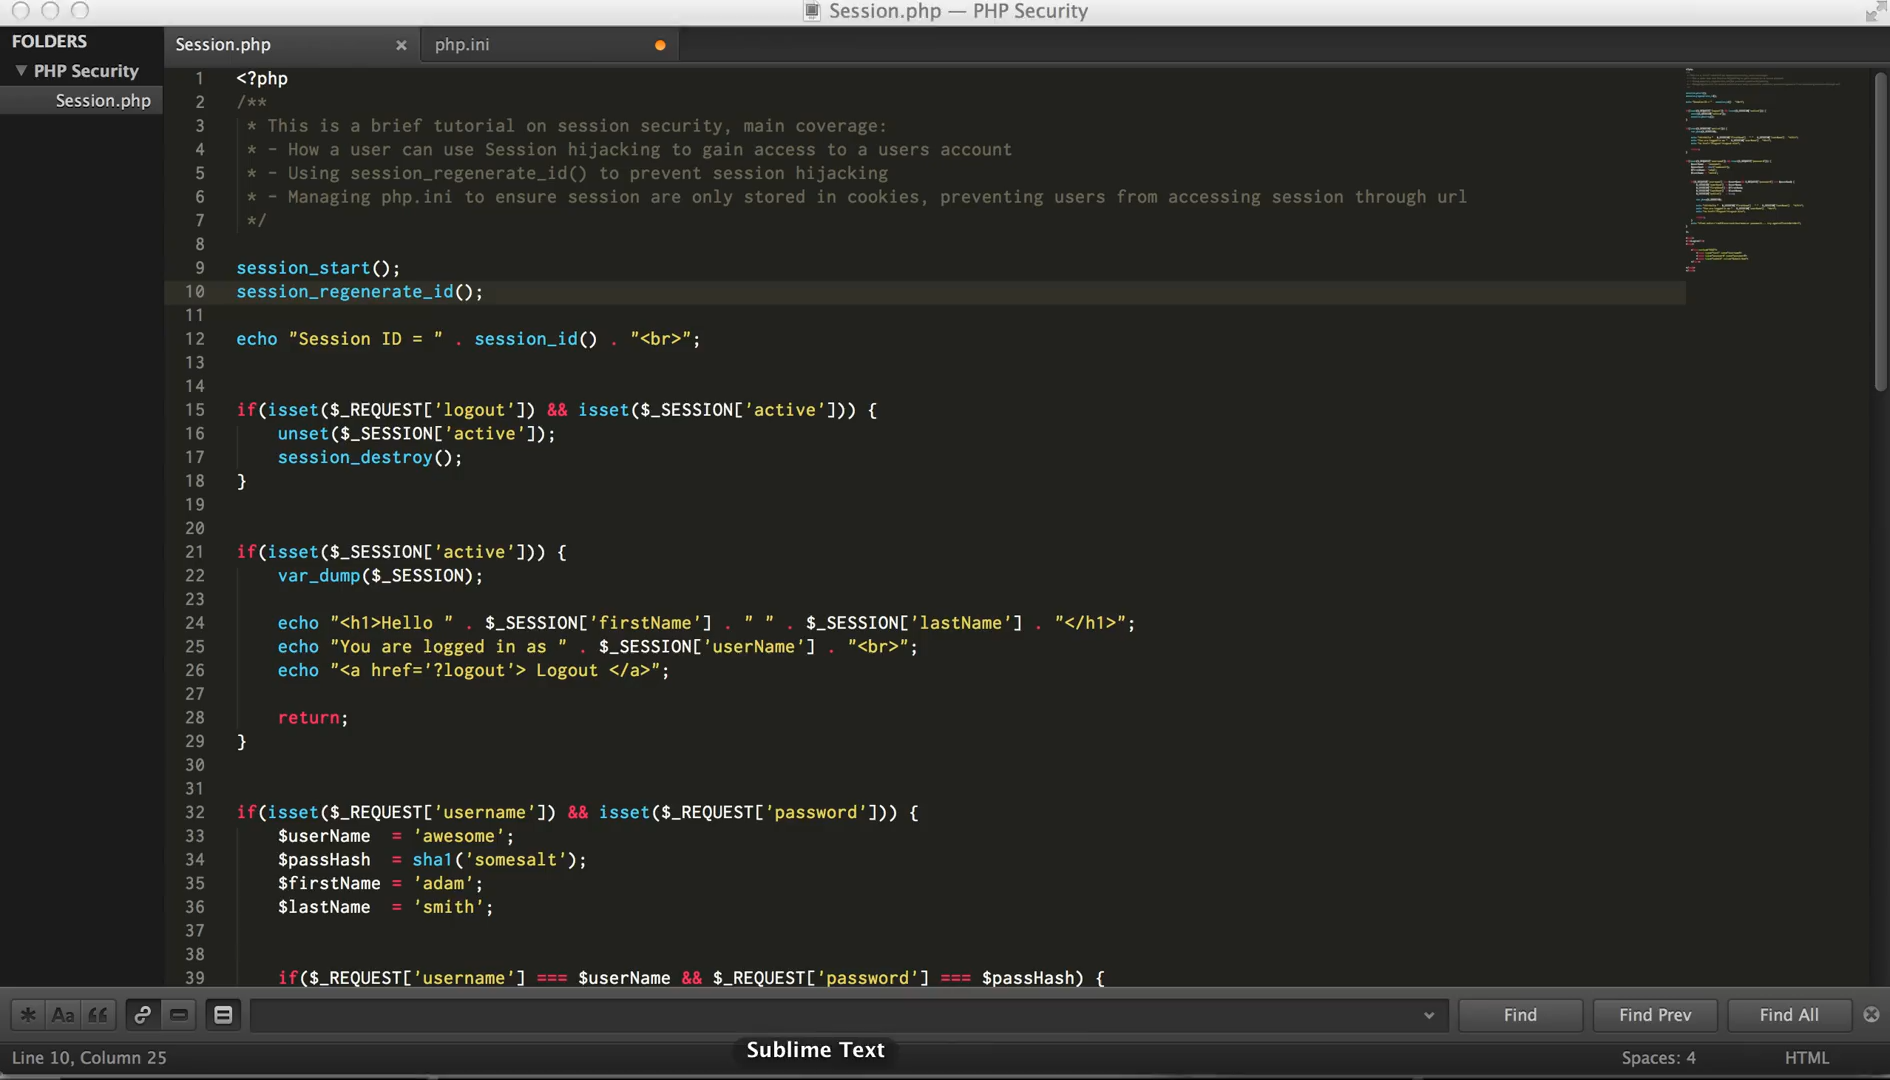 Session.php — PHP Security
FOLDERS
PHP Security
Session.php
Session.php
php.ini
1 <?php
2 /**
3  * This is a brief tutorial on session security, main coverage:
4  * - How a user can use Session hijacking to gain access to a users account
5  * - Using session_regenerate_id() to prevent session hijacking
6  * - Managing php.ini to ensure session are only stored in cookies, preventing users from accessing session through url
7  */
8
9 session_start();
10 session_regenerate_id();
11
12 echo "Session ID = " . session_id() . "<br>";
13
14
15 if(isset($_REQUEST['logout']) && isset($_SESSION['active'])) {
16     unset($_SESSION['active']);
17     session_destroy();
18 }
19
20
21 if(isset($_SESSION['active'])) {
22     var_dump($_SESSION);
23
24     echo "<h1>Hello " . $_SESSION['firstName'] . " " . $_SESSION['lastName'] . "</h1>";
25     echo "You are logged in as " . $_SESSION['userName'] . "<br>";
26     echo "<a href='?logout'> Logout </a>";
27
28     return;
29 }
30
31
32 if(isset($_REQUEST['username']) && isset($_REQUEST['password'])) {
33     $userName  = 'awesome';
34     $passHash  = sha1('somesalt');
35     $firstName = 'adam';
36     $lastName  = 'smith';
37
38
39     if($_REQUEST['username'] === $userName && $_REQUEST['password'] === $passHash) {
Aa
Find
Find Prev
Find All
Sublime Text
Line 10, Column 25
Spaces: 4
HTML